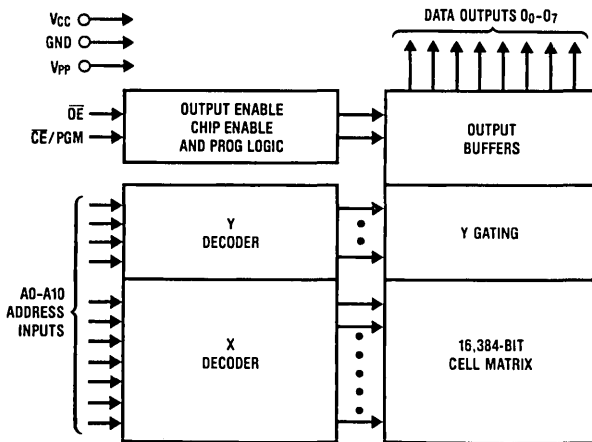 VCC
GND
VPP
DATA OUTPUTS O0-O7
OE
CE/PGM
OUTPUT ENABLE
CHIP ENABLE
AND PROG LOGIC
OUTPUT
BUFFERS
Y
DECODER
Y GATING
A0-A10
ADDRESS
INPUTS
X
DECODER
16,384-BIT
CELL MATRIX